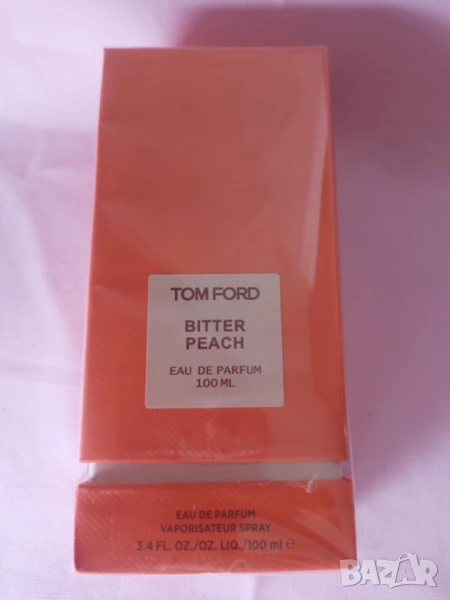 TOM FORD
BITTER
PEACH
EAU DE PARFUM
100 ML
EAU DE PARFUM
VAPORISATEUR SPRAY
3.4 FL. OZ./OZ. LIQ./100 ml ℮
BAZAR